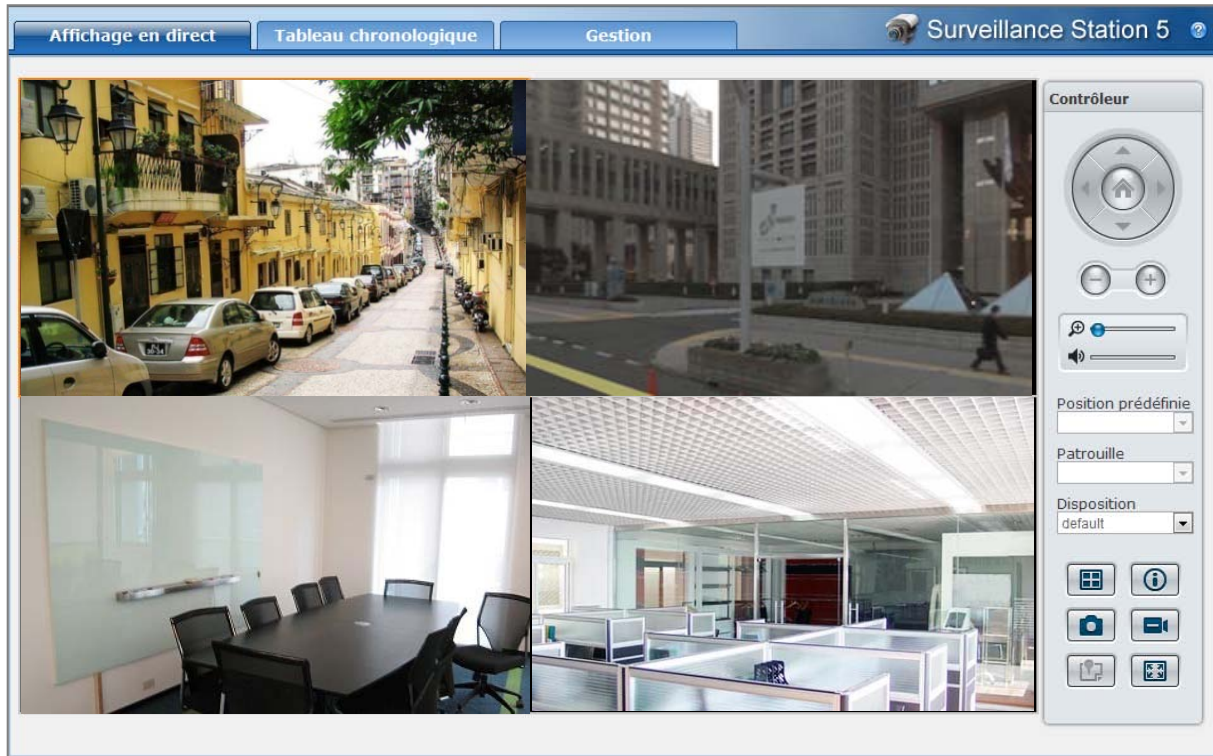 Affichage en direct
Tableau chronologique
Gestion
Surveillance Station 5
Contrôleur
Position prédéfinie
Patrouille
Disposition
default